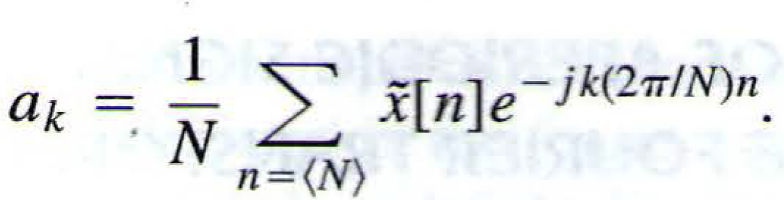 a_k = \frac{1}{N} \sum_{n=\langle N \rangle} \tilde{x}[n] e^{-jk(2\pi/N)n}.